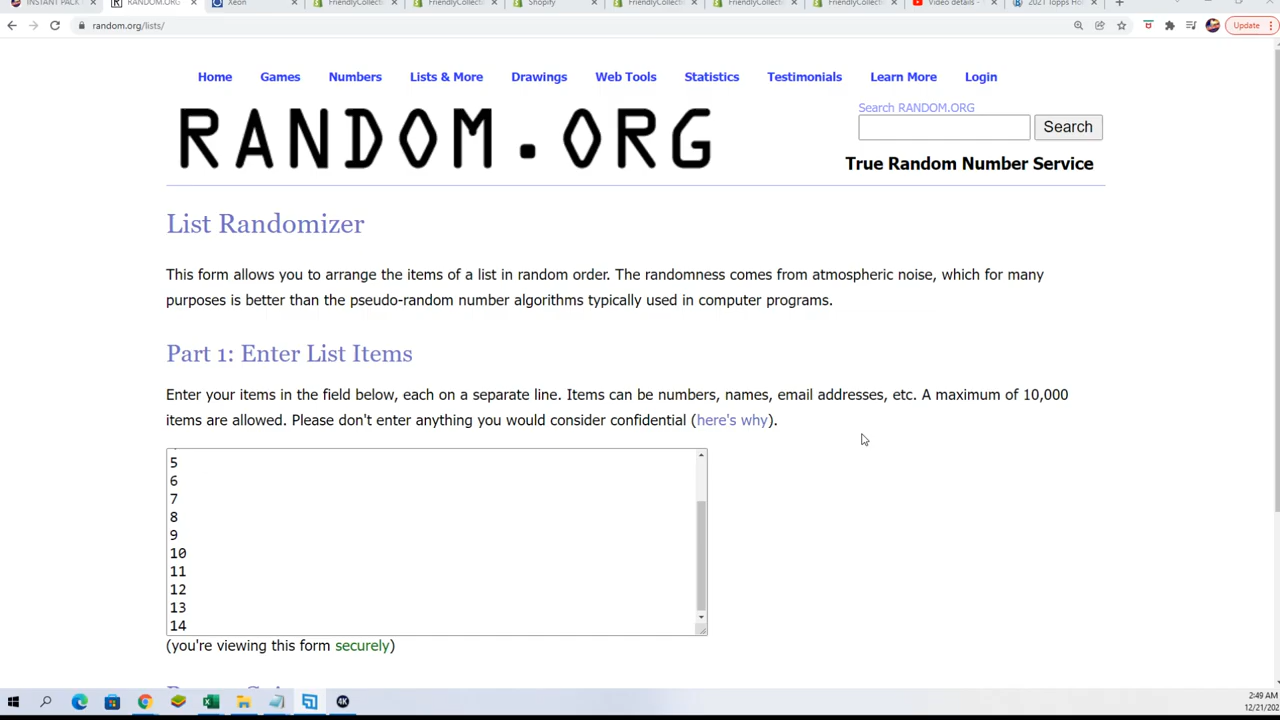 INSTANT PACK
RANDOM.ORG
Xeon
FriendlyCollect
FriendlyCollect
Shopify
FriendlyCollect
FriendlyCollect
FriendlyCollect
Video details -
2021 Topps Hol
random.org/lists/
Update
Home Games Numbers Lists & More Drawings Web Tools Statistics Testimonials Learn More Login
RANDOM.ORG
Search RANDOM.ORG
Search
True Random Number Service
List Randomizer
This form allows you to arrange the items of a list in random order. The randomness comes from atmospheric noise, which for many
purposes is better than the pseudo-random number algorithms typically used in computer programs.
Part 1: Enter List Items
Enter your items in the field below, each on a separate line. Items can be numbers, names, email addresses, etc. A maximum of 10,000
items are allowed. Please don't enter anything you would consider confidential (here's why).
5
6
7
8
9
10
11
12
13
14
(you're viewing this form securely)
4K
2:49 AM
12/21/202